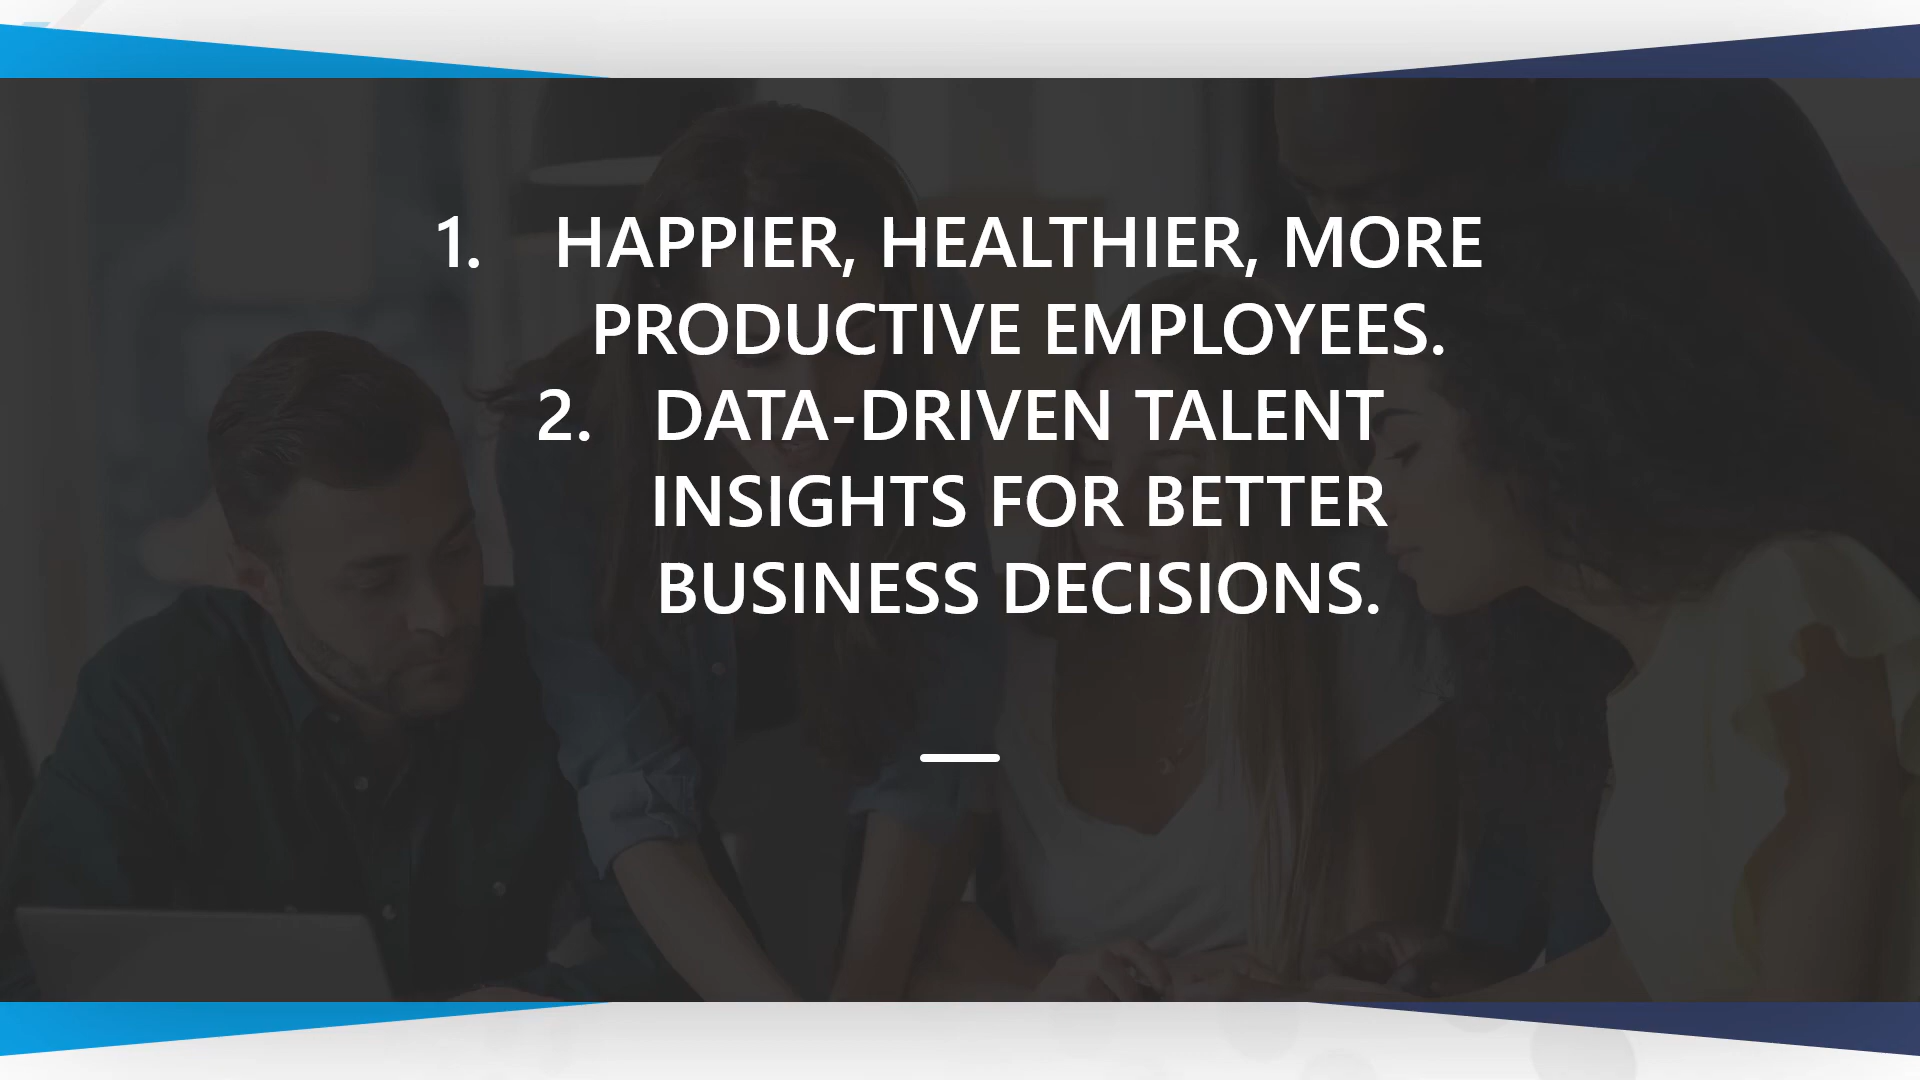 1. HAPPIER, HEALTHIER, MORE
PRODUCTIVE EMPLOYEES.
2. DATA-DRIVEN TALENT
INSIGHTS FOR BETTER
BUSINESS DECISIONS.